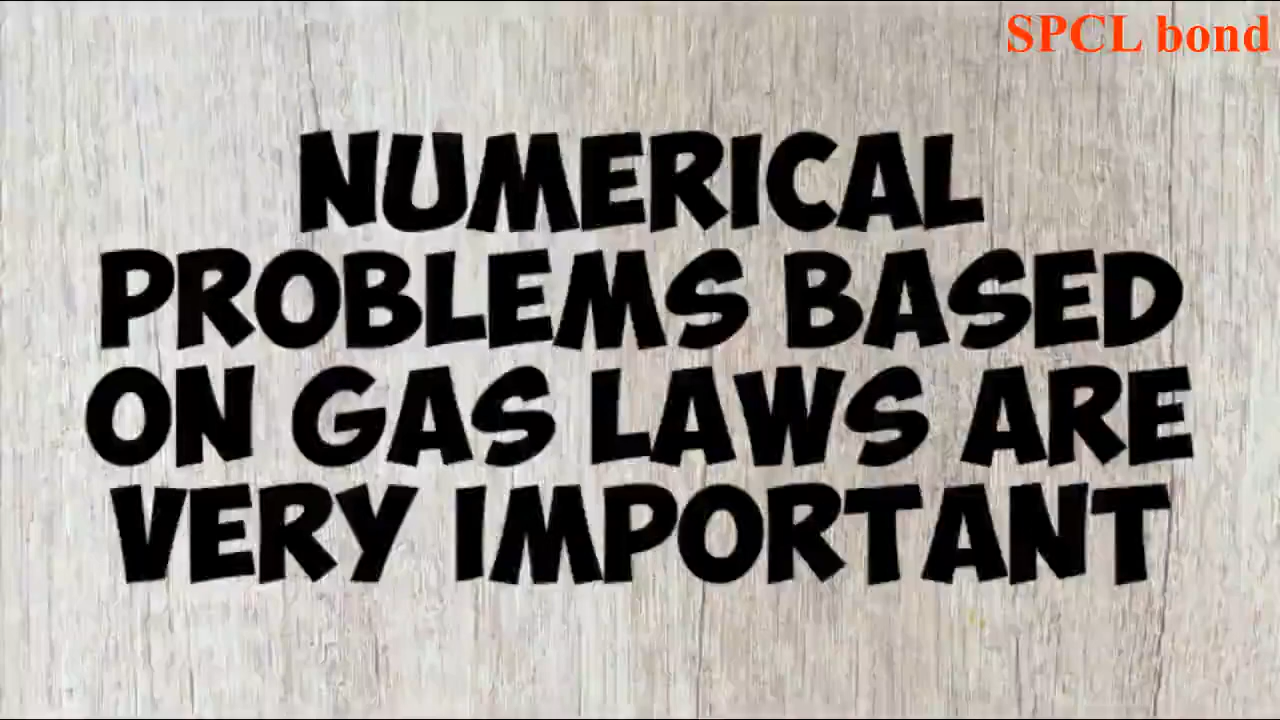 SPCL bond
NUMERICAL
PROBLEMS BASED
ON GAS LAWS ARE
VERY IMPORTANT